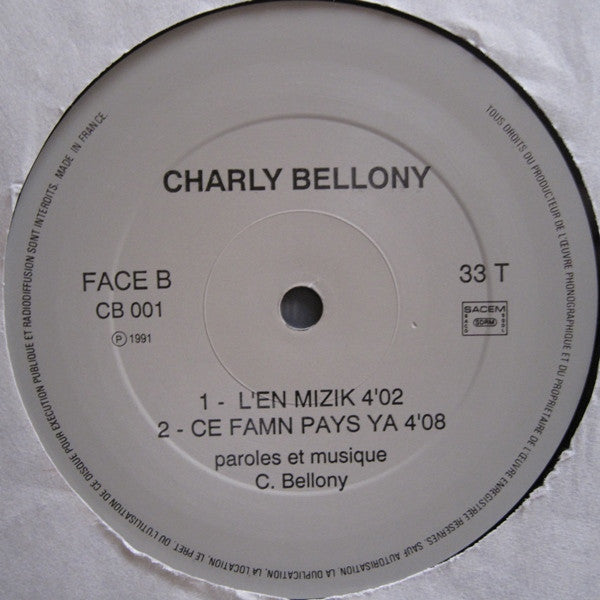 CHARLY BELLONY
FACE B
CB 001
Ⓟ 1991
33 T
SACEM
SDRM
1 - L'EN MIZIK 4'02
2 - CE FAMN PAYS YA 4'08
paroles et musique
C. Bellony
TOUS DROITS DU PRODUCTEUR DE L'ŒUVRE PHONOGRAPHIQUE ET DU PROPRIETAIRE DE L'ŒUVRE ENREGISTREE RESERVES. SAUF AUTORISATION, LA DUPLICATION, LA LOCATION, LE PRET, OU L'UTILISATION DE CE DISQUE POUR EXECUTION PUBLIQUE ET RADIODIFFUSION SONT INTERDITS. MADE IN FRANCE.